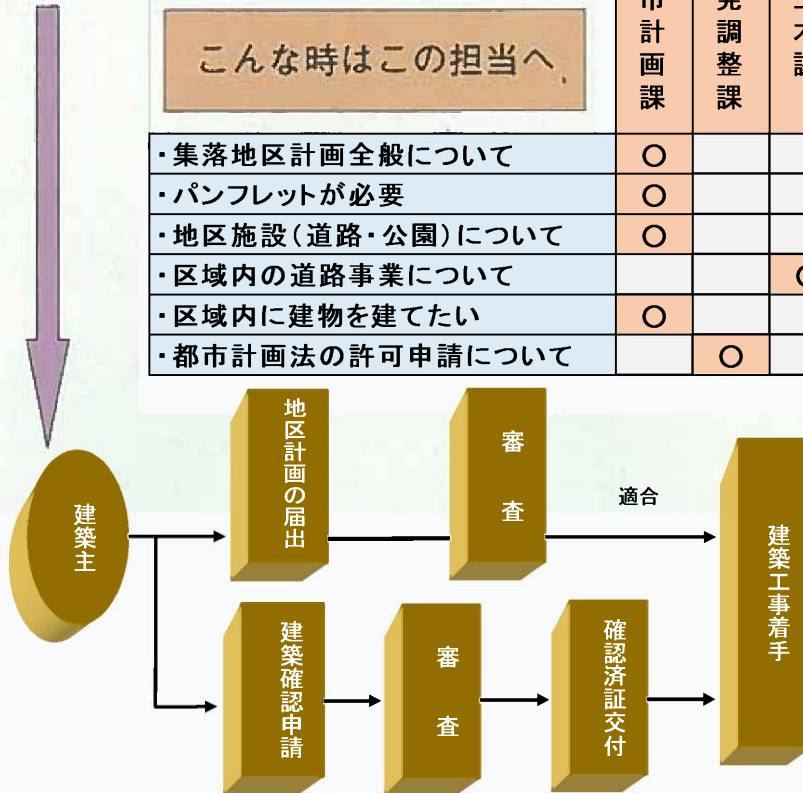 こんな時はこの担当へ
市計画課
発調整課
土木課
・集落地区計画全般について ○
・パンフレットが必要 ○
・地区施設(道路・公園)について ○
・区域内の道路事業について ○
・区域内に建物を建てたい ○
・都市計画法の許可申請について ○
建築主
地区計画の届出
審査
適合
建築確認申請
審査
確認済証交付
建築工事着手